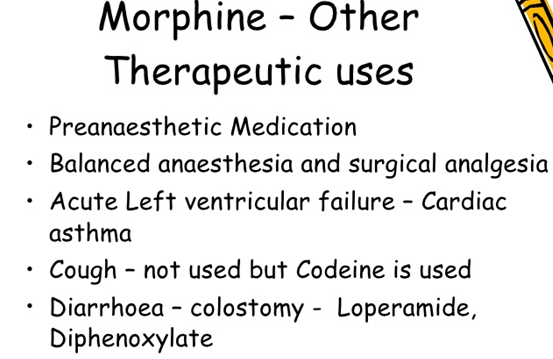 Morphine – Other
Therapeutic uses
• Preanaesthetic Medication
• Balanced anaesthesia and surgical analgesia
• Acute Left ventricular failure – Cardiac
asthma
• Cough – not used but Codeine is used
• Diarrhoea – colostomy - Loperamide,
Diphenoxylate